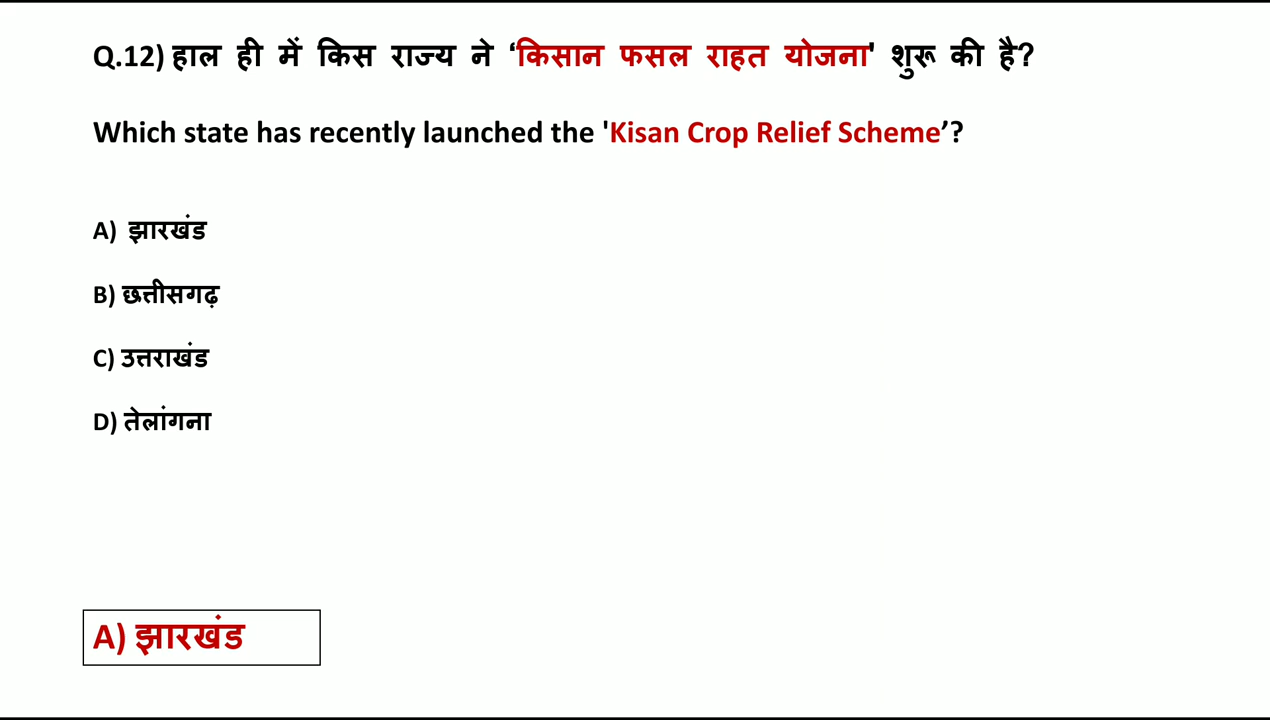 Q.12) हाल ही में किस राज्य ने ‘किसान फसल राहत योजना' शुरू की है?
Which state has recently launched the 'Kisan Crop Relief Scheme’?
A) झारखंड
B) छत्तीसगढ़
C) उत्तराखंड
D) तेलांगना
A) झारखंड